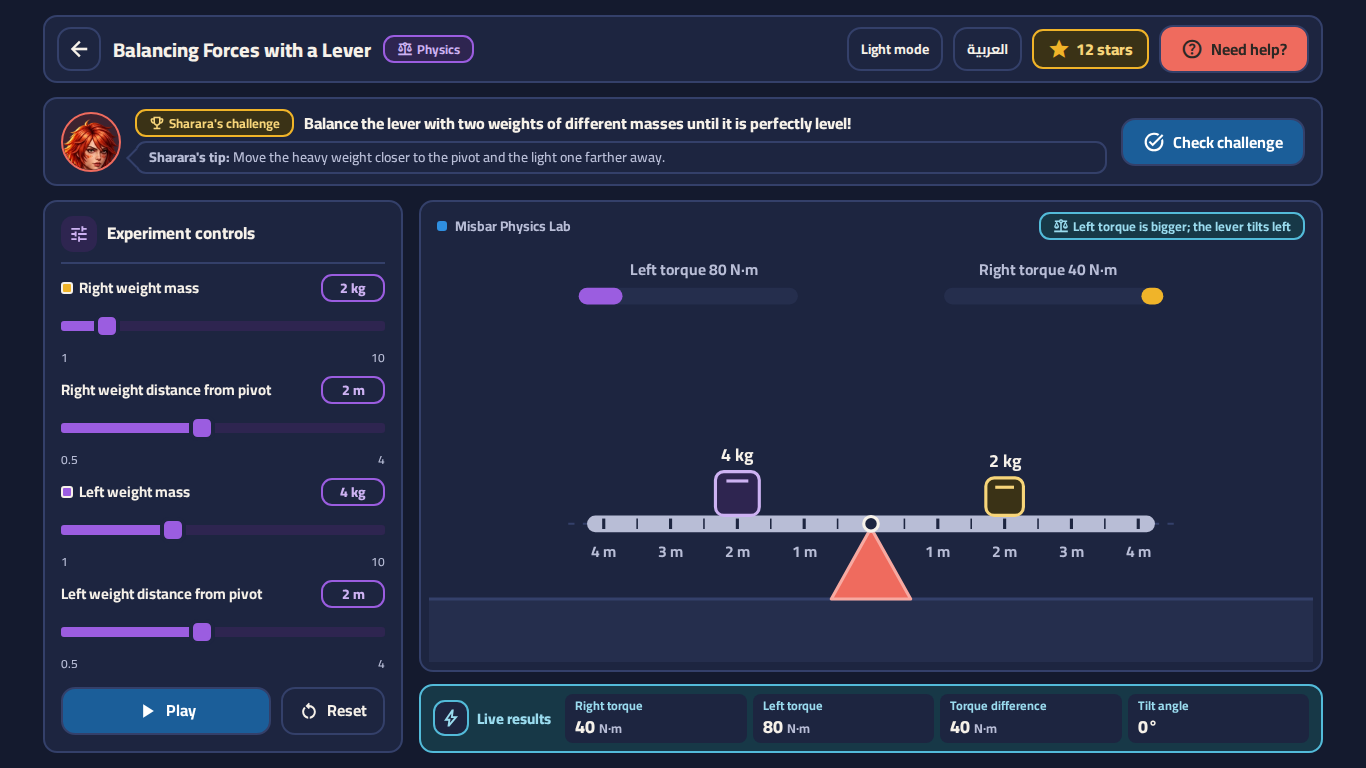 Balancing Forces with a Lever
Physics
Light mode
العربية
12 stars
Need help?
Sharara's challenge
Balance the lever with two weights of different masses until it is perfectly level!
Sharara's tip: Move the heavy weight closer to the pivot and the light one farther away.
Check challenge
Experiment controls
Right weight mass
2 kg
1
10
Right weight distance from pivot
2 m
0.5
4
Left weight mass
4 kg
1
10
Left weight distance from pivot
2 m
0.5
4
Play
Reset
Misbar Physics Lab
Left torque is bigger; the lever tilts left
Left torque 80 N·m
Right torque 40 N·m
4 kg
2 kg
4 m 3 m 2 m 1 m 1 m 2 m 3 m 4 m
Live results
Right torque
40 N·m
Left torque
80 N·m
Torque difference
40 N·m
Tilt angle
0°